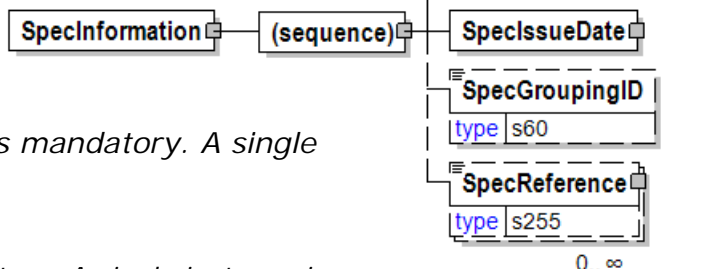 SpecInformation (sequence) SpecIssueDate
SpecGroupingID
type s60
s mandatory. A single
SpecReference
type s255
0..∞